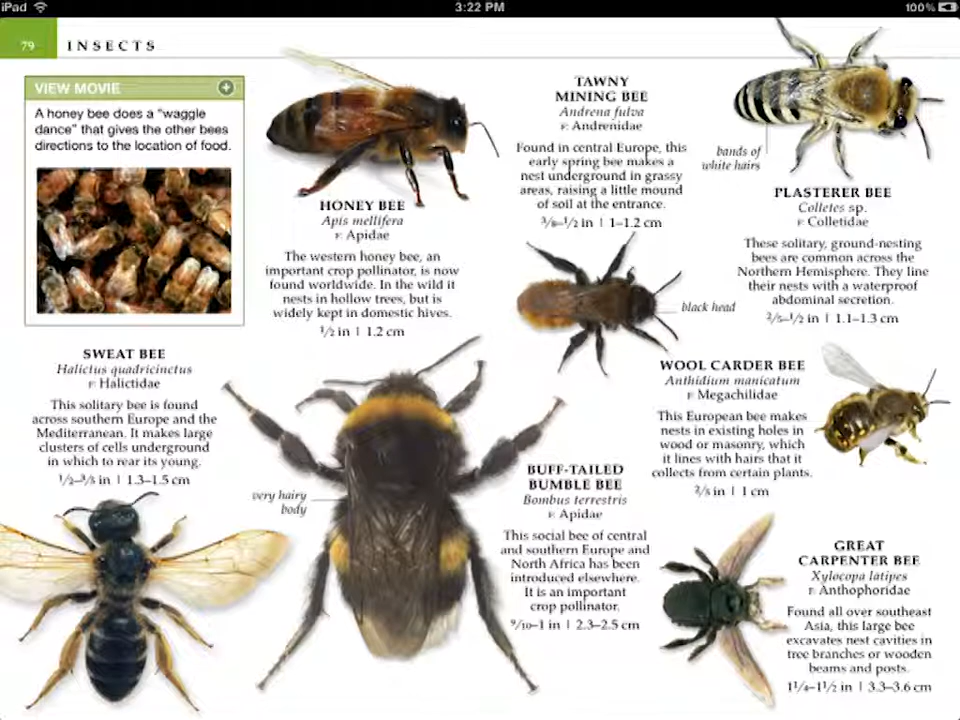 iPad
3:22 PM
100%
79
INSECTS
VIEW MOVIE
A honey bee does a "waggle
dance" that gives the other bees
directions to the location of food.
HONEY BEE
Apis mellifera
F: Apidae
The western honey bee, an
important crop pollinator, is now
found worldwide. In the wild it
nests in hollow trees, but is
widely kept in domestic hives.
1/2 in | 1.2 cm
TAWNY
MINING BEE
Andrena fulva
F: Andrenidae
Found in central Europe, this
early spring bee makes a
nest underground in grassy
areas, raising a little mound
of soil at the entrance.
3/8–1/2 in | 1–1.2 cm
black head
bands of
white hairs
PLASTERER BEE
Colletes sp.
F: Colletidae
These solitary, ground-nesting
bees are common across the
Northern Hemisphere. They line
their nests with a waterproof
abdominal secretion.
2/5–1/2 in | 1.1–1.3 cm
SWEAT BEE
Halictus quadricinctus
F: Halictidae
This solitary bee is found
across southern Europe and the
Mediterranean. It makes large
clusters of cells underground
in which to rear its young.
in | 1.3–1.5 cm
very hairy
body
BUFF-TAILED
BUMBLE BEE
Bombus terrestris
F: Apidae
This social bee of central
and southern Europe and
North Africa has been
introduced elsewhere.
It is an important
crop pollinator.
9/10–1 in | 2.3–2.5 cm
WOOL CARDER BEE
Anthidium manicatum
F: Megachilidae
This European bee makes
nests in existing holes in
wood or masonry, which
it lines with hairs that it
collects from certain plants.
2/5 in | 1 cm
GREAT
CARPENTER BEE
Xylocopa latipes
F: Anthophoridae
Found all over southeast
Asia, this large bee
excavates nest cavities in
tree branches or wooden
beams and posts.
1 1/4–1 1/2 in | 3.3–3.6 cm